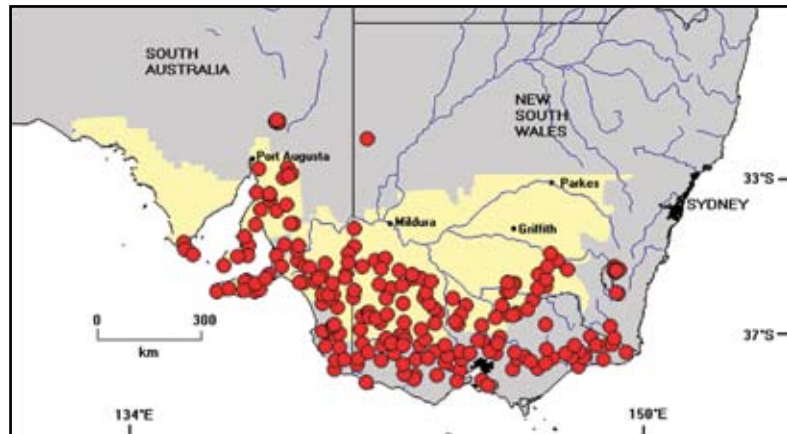 SOUTH
AUSTRALIA
NEW
SOUTH
WALES
Port Augusta
33°S
Parkes
SYDNEY
Mildura
Griffith
0 300
km
37°S
134°E 150°E